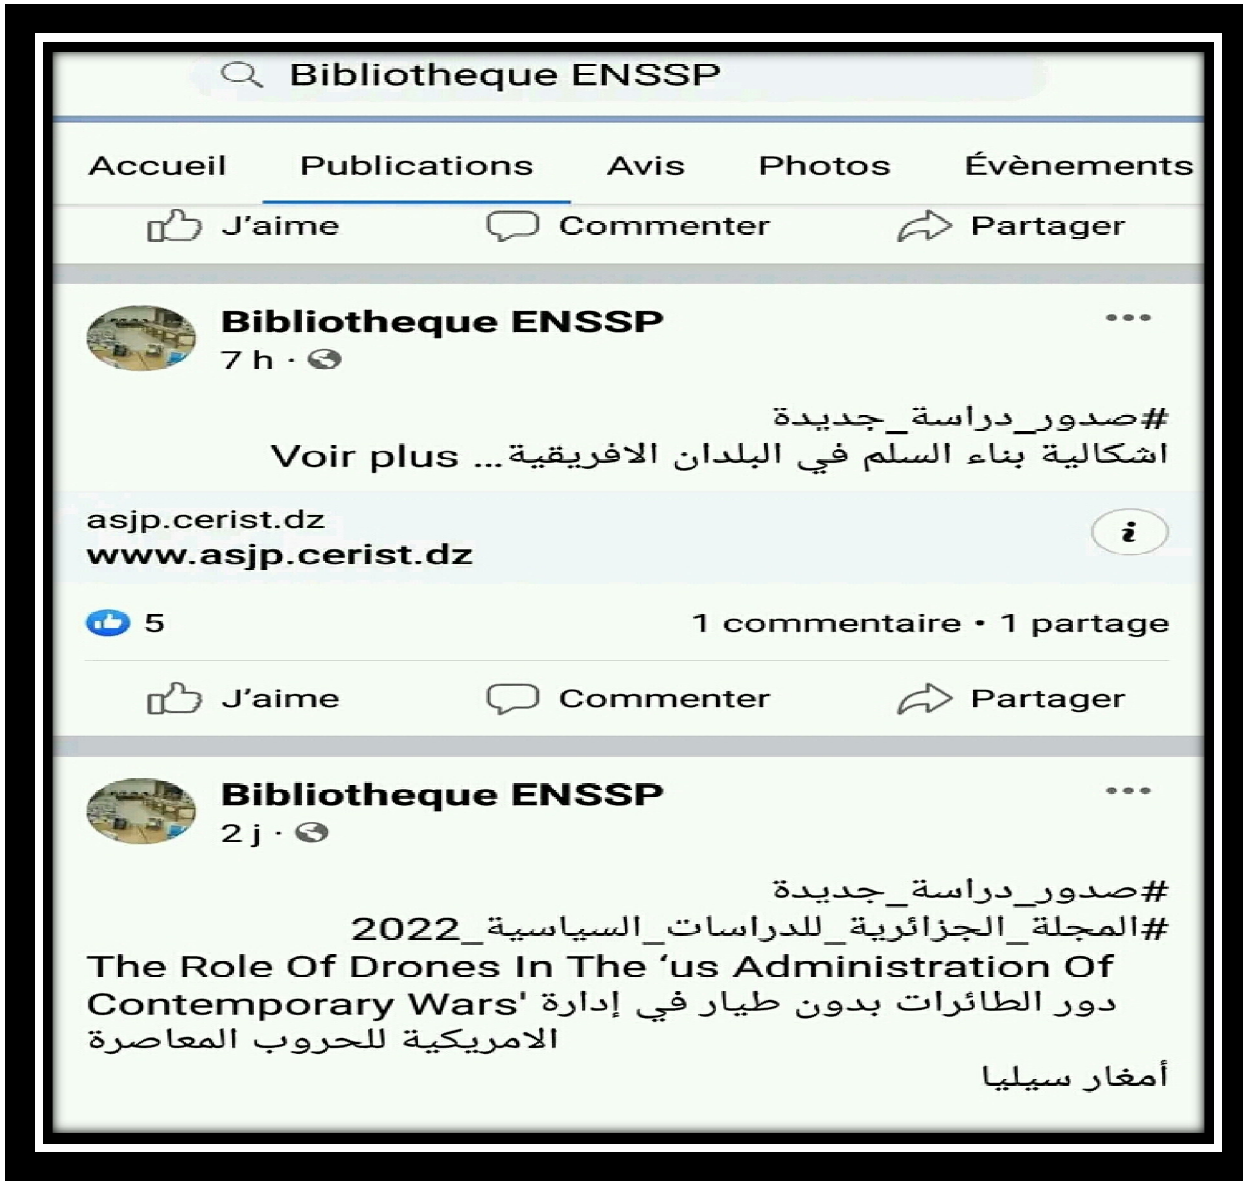 Bibliotheque ENSSP
Accueil Publications Avis Photos Évènements
J'aime Commenter Partager
Bibliotheque ENSSP
7 h ·
#صدور_دراسة_جديدة
اشكالية بناء السلم في البلدان الافريقية... Voir plus
asjp.cerist.dz
www.asjp.cerist.dz
5 1 commentaire • 1 partage
J'aime Commenter Partager
Bibliotheque ENSSP
2 j ·
#صدور_دراسة_جديدة
#المجلة_الجزائرية_للدراسات_السياسية_2022
The Role Of Drones In The ‘us Administration Of
Contemporary Wars' دور الطائرات بدون طيار في إدارة
الامريكية للحروب المعاصرة
أمغار سيليا